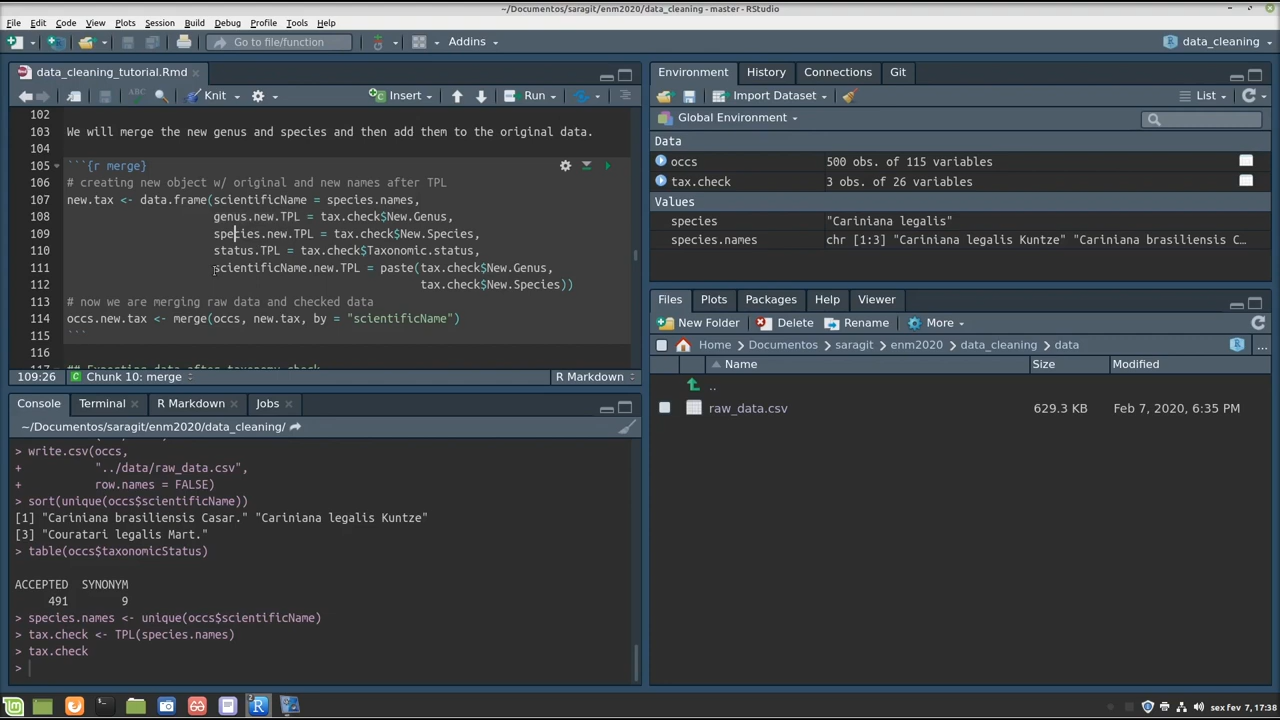 ~/Documentos/saragit/enm2020/data_cleaning - master - RStudio
File Edit Code View Plots Session Build Debug Profile Tools Help
Go to file/function
Addins
data_cleaning
data_cleaning_tutorial.Rmd
Knit
Insert
Run
102
103 We will merge the new genus and species and then add them to the original data.
104
105 ```{r merge}
106 # creating new object w/ original and new names after TPL
107 new.tax <- data.frame(scientificName = species.names,
108 genus.new.TPL = tax.check$New.Genus,
109 species.new.TPL = tax.check$New.Species,
110 status.TPL = tax.check$Taxonomic.status,
111 scientificName.new.TPL = paste(tax.check$New.Genus,
112 tax.check$New.Species))
113 # now we are merging raw data and checked data
114 occs.new.tax <- merge(occs, new.tax, by = "scientificName")
115 ```
116
109:26 Chunk 10: merge R Markdown
Console Terminal R Markdown Jobs
~/Documentos/saragit/enm2020/data_cleaning/
> write.csv(occs,
+ "../data/raw_data.csv",
+ row.names = FALSE)
> sort(unique(occs$scientificName))
[1] "Cariniana brasiliensis Casar." "Cariniana legalis Kuntze"
[3] "Couratari legalis Mart."
> table(occs$taxonomicStatus)
ACCEPTED SYNONYM
491 9
> species.names <- unique(occs$scientificName)
> tax.check <- TPL(species.names)
> tax.check
>
Environment History Connections Git
Import Dataset
List
Global Environment
Data
occs 500 obs. of 115 variables
tax.check 3 obs. of 26 variables
Values
species "Cariniana legalis"
species.names chr [1:3] "Cariniana legalis Kuntze" "Cariniana brasiliensis C…
Files Plots Packages Help Viewer
New Folder Delete Rename More
Home Documentos saragit enm2020 data_cleaning data
Name Size Modified
..
raw_data.csv 629.3 KB Feb 7, 2020, 6:35 PM
sex fev 7, 17:38